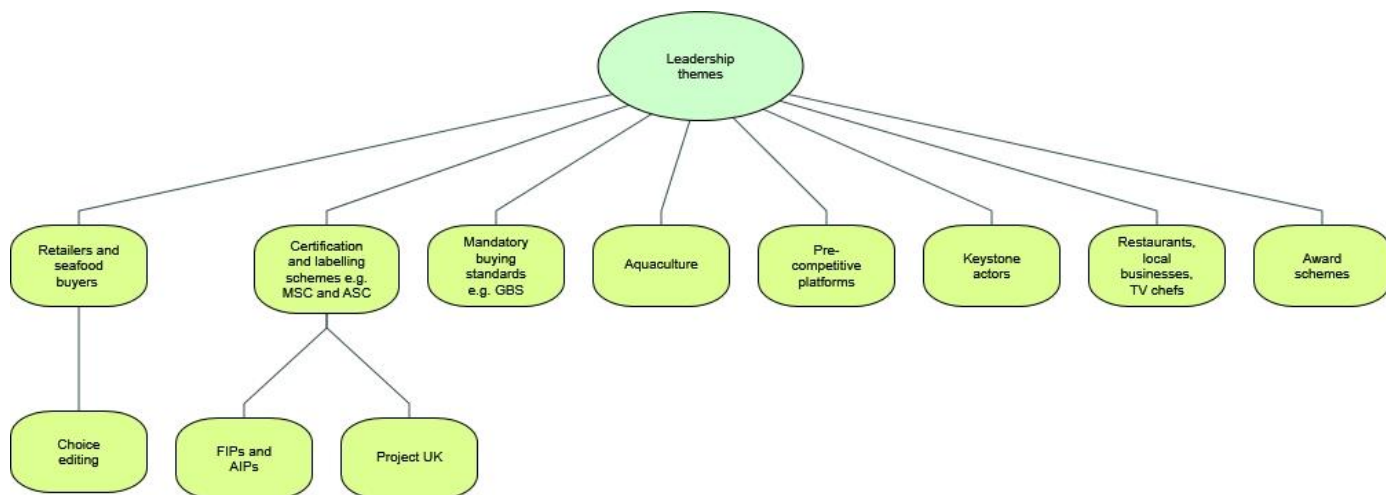 Leadership
themes
Retailers and
seafood
buyers
Certification
and labelling
schemes e.g.
MSC and ASC
Mandatory
buying
standards
e.g. GBS
Aquaculture
Pre-
competitive
platforms
Keystone
actors
Restaurants,
local
businesses,
TV chefs
Award
schemes
Choice
editing
FIPs and
AIPs
Project UK